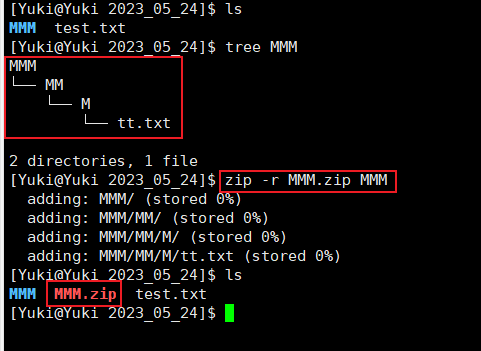 [Yuki@Yuki 2023_05_24]$ ls
MMM  test.txt
[Yuki@Yuki 2023_05_24]$ tree MMM
MMM
└── MM
    └── M
        └── tt.txt

2 directories, 1 file
[Yuki@Yuki 2023_05_24]$ zip -r MMM.zip MMM
  adding: MMM/ (stored 0%)
  adding: MMM/MM/ (stored 0%)
  adding: MMM/MM/M/ (stored 0%)
  adding: MMM/MM/M/tt.txt (stored 0%)
[Yuki@Yuki 2023_05_24]$ ls
MMM  MMM.zip  test.txt
[Yuki@Yuki 2023_05_24]$